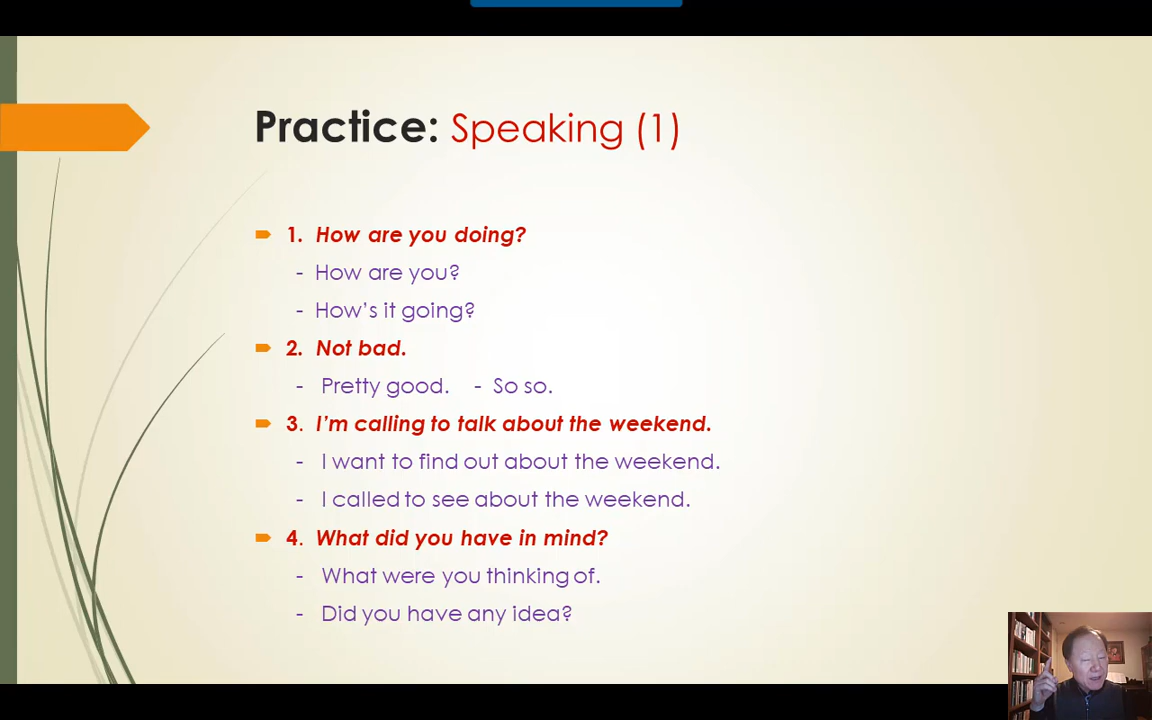 Practice: Speaking (1)
1. How are you doing?
- How are you?
- How's it going?
2. Not bad.
- Pretty good. - So so.
3. I'm calling to talk about the weekend.
- I want to find out about the weekend.
- I called to see about the weekend.
4. What did you have in mind?
- What were you thinking of.
- Did you have any idea?